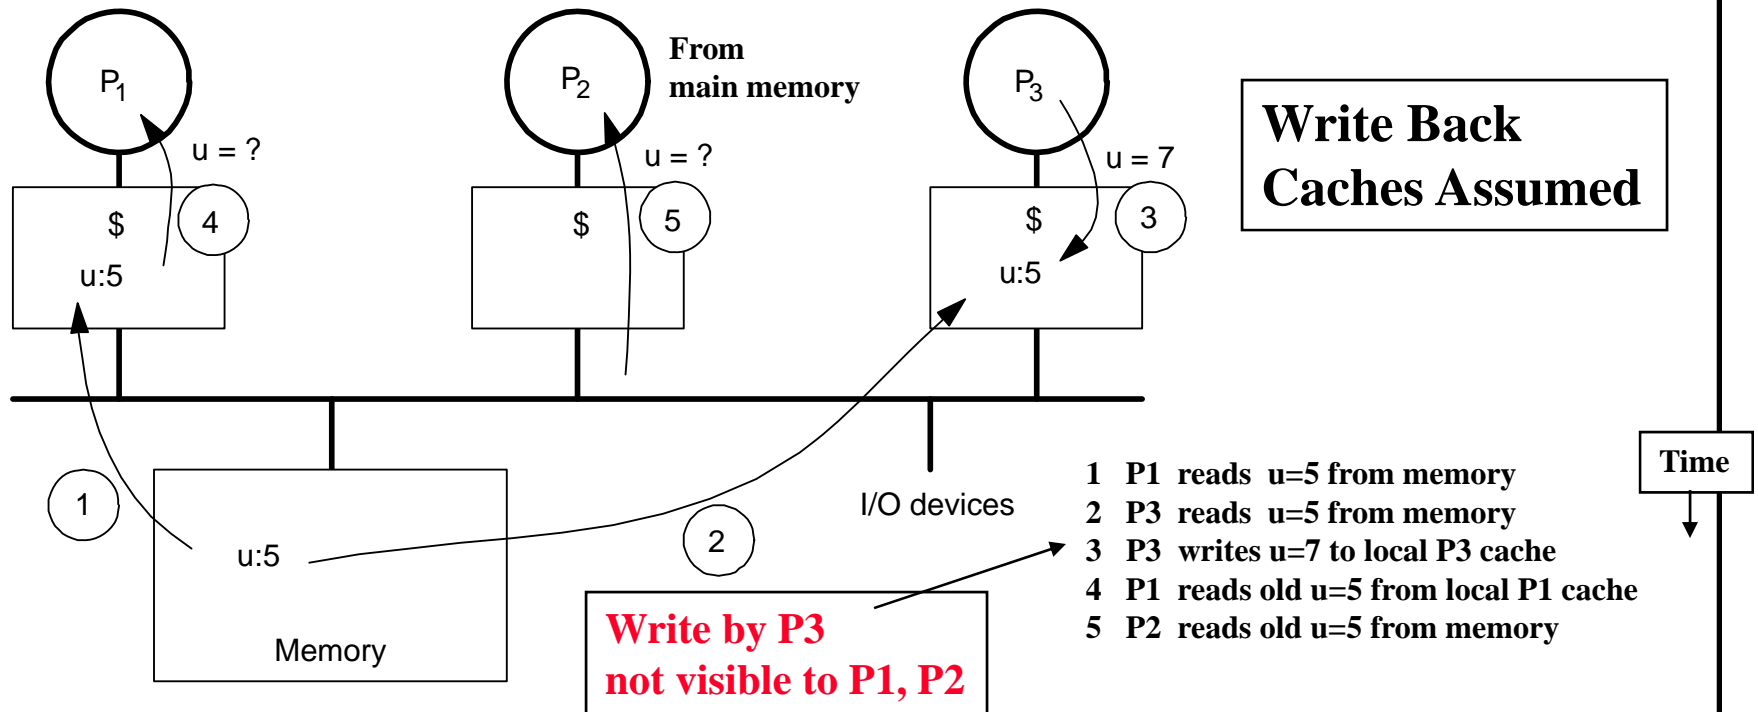 P1
P2
From
main memory
P3
Write Back
Caches Assumed
u = ?
u = ?
u = 7
$
4
$
5
$
3
u:5
u:5
Time
1 P1 reads u=5 from memory
2 P3 reads u=5 from memory
3 P3 writes u=7 to local P3 cache
4 P1 reads old u=5 from local P1 cache
5 P2 reads old u=5 from memory
1
I/O devices
2
u:5
Memory
Write by P3
not visible to P1, P2